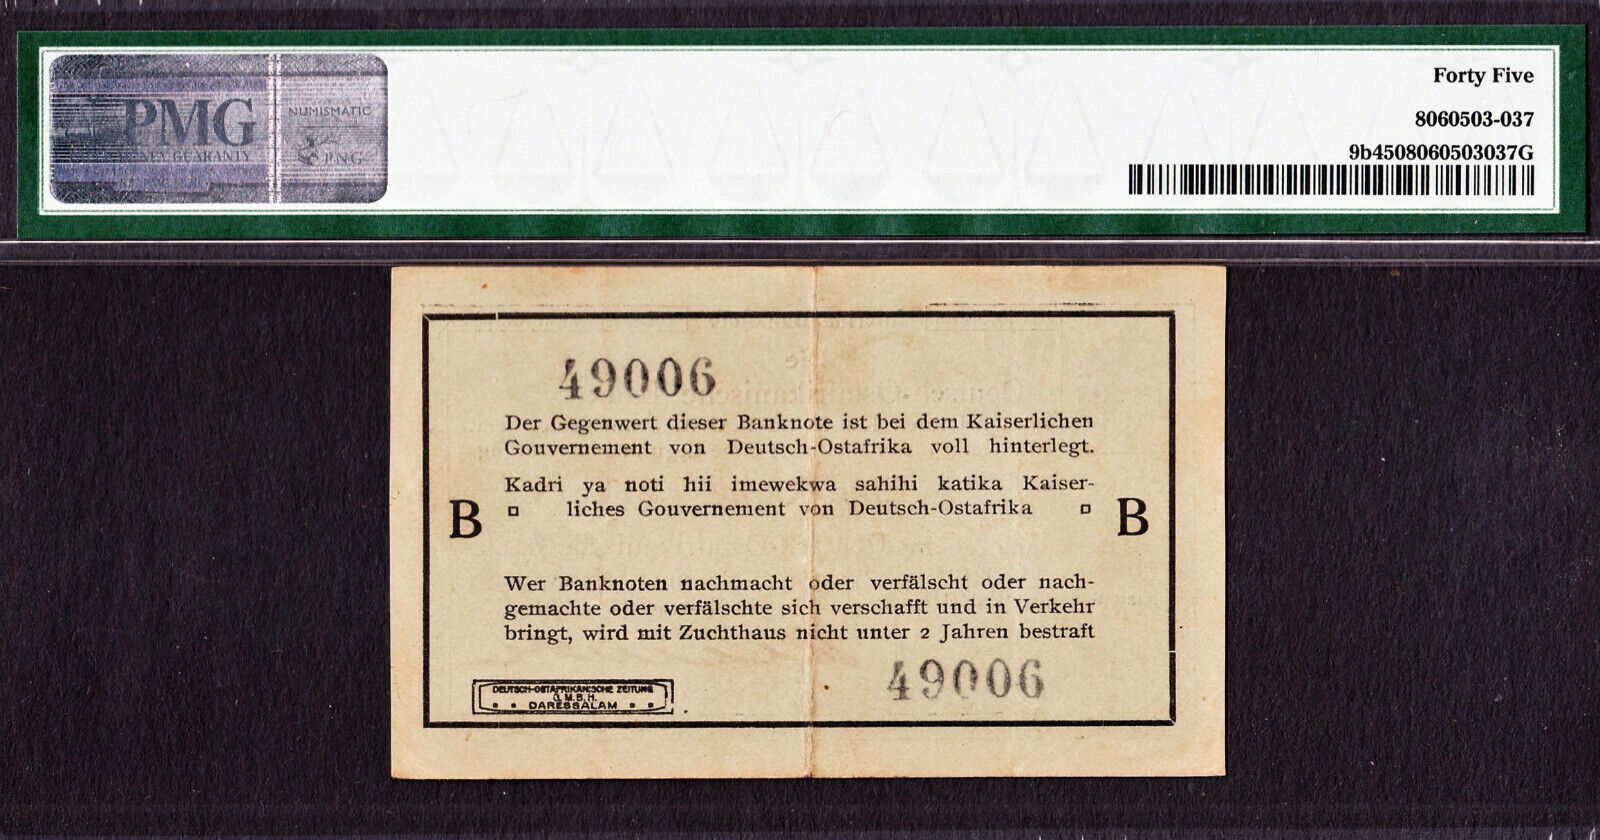 PMG
NUMISMATIC
GUARANTY
PNG
Forty Five
8060503-037
9b4508060503037G
49006
Der Gegenwert dieser Banknote ist bei dem Kaiserlichen
Gouvernement von Deutsch-Ostafrika voll hinterlegt.
Kadri ya noti hii imewekwa sahihi katika Kaiser-
liches Gouvernement von Deutsch-Ostafrika
B
B
Wer Banknoten nachmacht oder verfälscht oder nach-
gemachte oder verfälschte sich verschafft und in Verkehr
bringt, wird mit Zuchthaus nicht unter 2 Jahren bestraft
49006
DEUTSCH-OSTAFRIKANISCHE ZEITUNG
G.M.B.H.
DARESSALAM